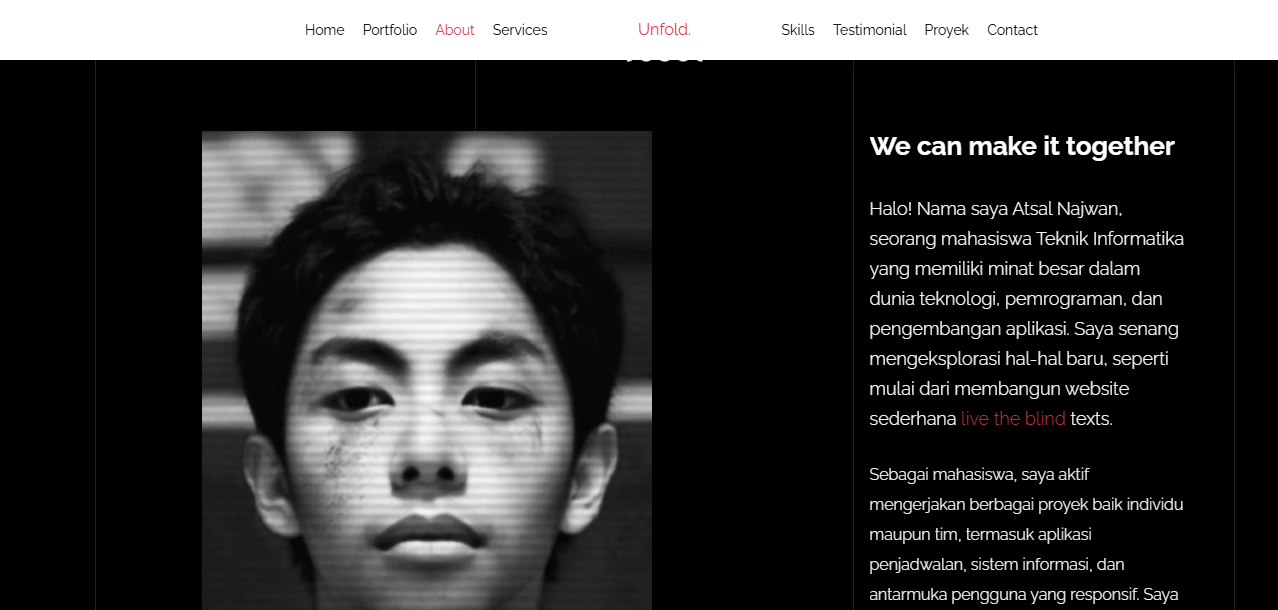 Home Portfolio About Services Unfold. Skills Testimonial Proyek Contact
We can make it together
Halo! Nama saya Atsal Najwan,
seorang mahasiswa Teknik Informatika
yang memiliki minat besar dalam
dunia teknologi, pemrograman, dan
pengembangan aplikasi. Saya senang
mengeksplorasi hal-hal baru, seperti
mulai dari membangun website
sederhana live the blind texts.
Sebagai mahasiswa, saya aktif
mengerjakan berbagai proyek baik individu
maupun tim, termasuk aplikasi
penjadwalan, sistem informasi, dan
antarmuka pengguna yang responsif. Saya